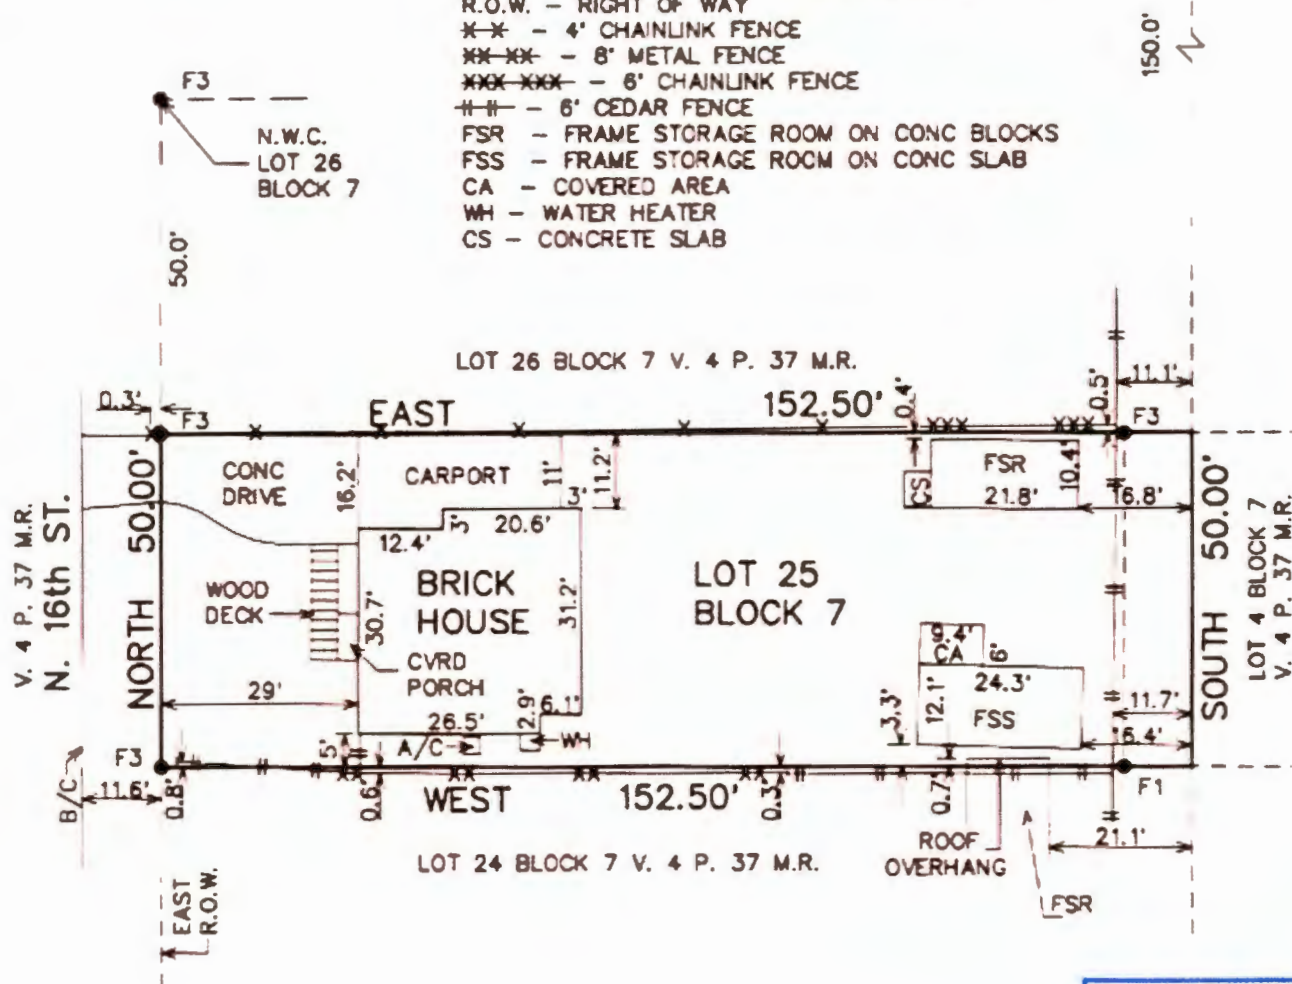 R.O.W. – RIGHT OF WAY
X–X – 4' CHAINLINK FENCE
XX–XX – 8' METAL FENCE
XXX–XXX – 6' CHAINLINK FENCE
–//–//– – 6' CEDAR FENCE
FSR – FRAME STORAGE ROOM ON CONC BLOCKS
FSS – FRAME STORAGE ROOM ON CONC SLAB
CA – COVERED AREA
WH – WATER HEATER
CS – CONCRETE SLAB
150.0'
F3
N.W.C.
LOT 26
BLOCK 7
50.0'
LOT 26 BLOCK 7 V. 4 P. 37 M.R.
0.3'
F3
EAST
152.50'
0.4'
0.5'
11.1'
F3
CONC
DRIVE
16.2'
CARPORT
11'
11.2'
3'
CS
FSR
10.4'
21.8'
16.8'
V. 4 P. 37 M.R.
N. 16th ST.
NORTH 50.00'
12.4'
3'
20.6'
WOOD
DECK
BRICK
HOUSE
30.7'
31.2'
LOT 25
BLOCK 7
SOUTH 50.00'
LOT 4 BLOCK 7
V. 4 P. 37 M.R.
CVRD
PORCH
29'
26.5'
2.9'
6.1'
5'
A/C
WH
9.4'
CA
6'
24.3'
12.1'
FSS
3.3'
11.7'
16.4'
F3
B/C
11.6'
0.8'
0.6'
WEST
152.50'
0.3'
0.7'
F1
ROOF
OVERHANG
21.1'
FSR
LOT 24 BLOCK 7 V. 4 P. 37 M.R.
EAST
R.O.W.